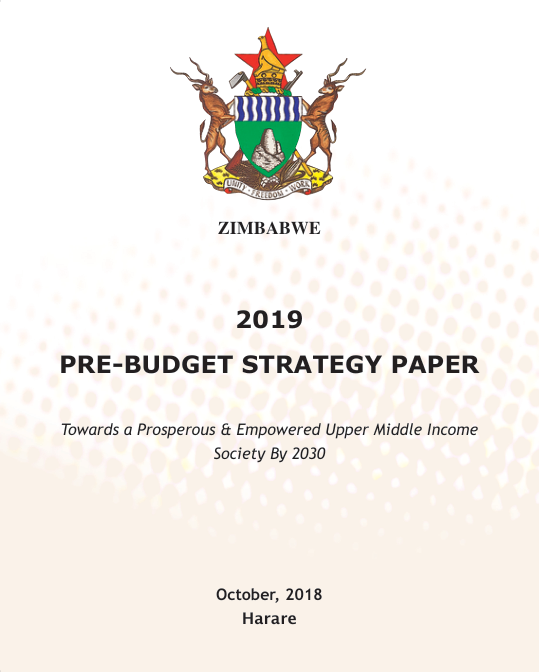 UNITY • FREEDOM • WORK
ZIMBABWE
2019
PRE-BUDGET STRATEGY PAPER
Towards a Prosperous & Empowered Upper Middle Income
Society By 2030
October, 2018
Harare